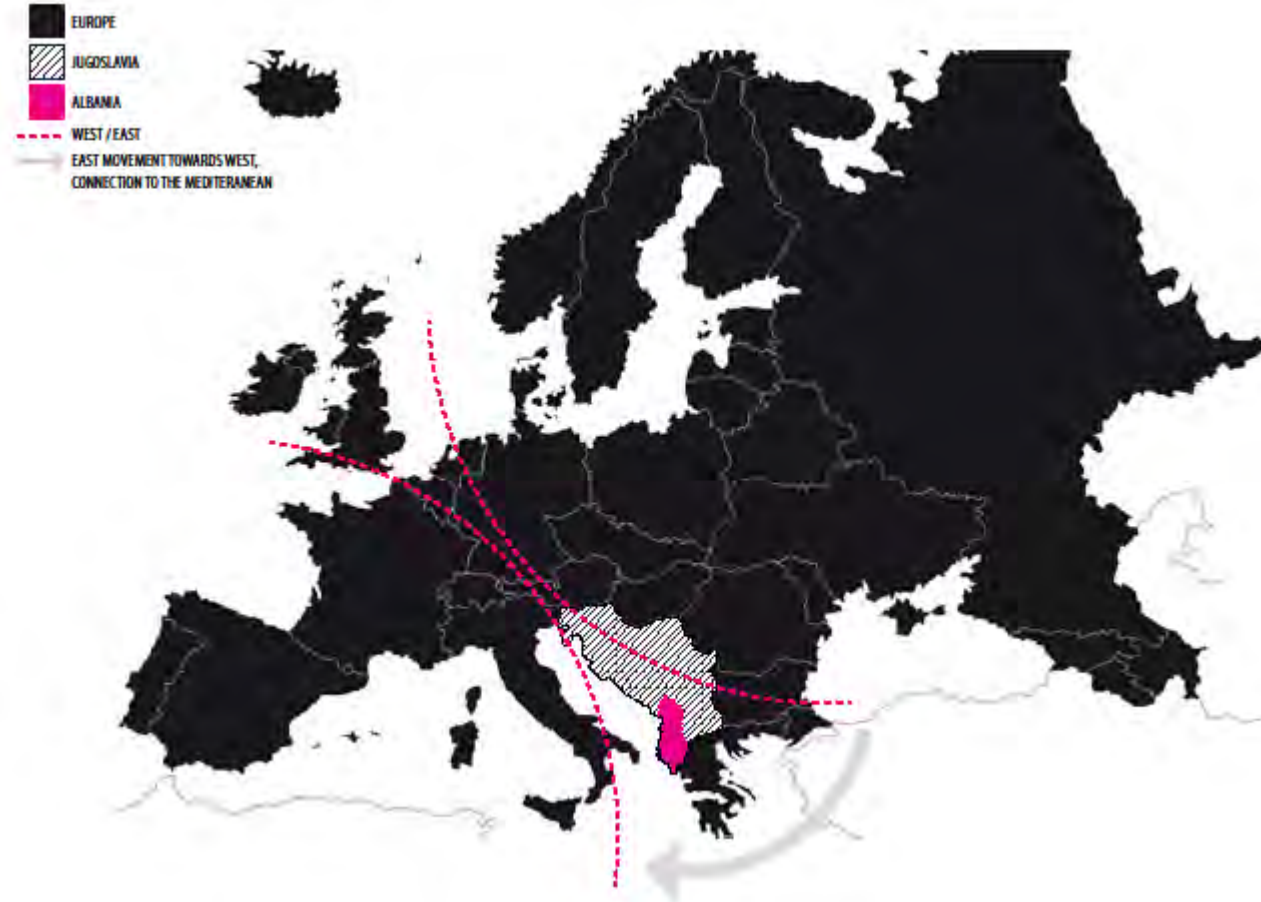 EUROPE
JUGOSLAVIA
ALBANIA
WEST / EAST
EAST MOVEMENT TOWARDS WEST,
CONNECTION TO THE MEDITERANEAN